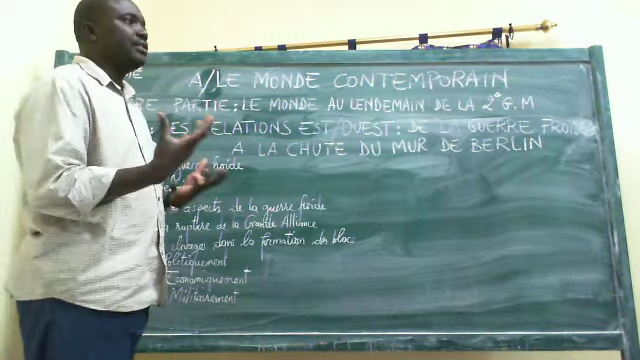 A/LE MONDE CONTEMPORAIN
PARTIE : LE MONDE AU LENDEMAIN DE LA 2° G.M
RELATIONS EST/OUEST : DE LA GUERRE FROIDE
A LA CHUTE DU MUR DE BERLIN
guerre froide
aspects de la guerre froide
rupture de la Grande Alliance
clivages dans la formation des blocs
Politiquement
Economiquement
Militairement